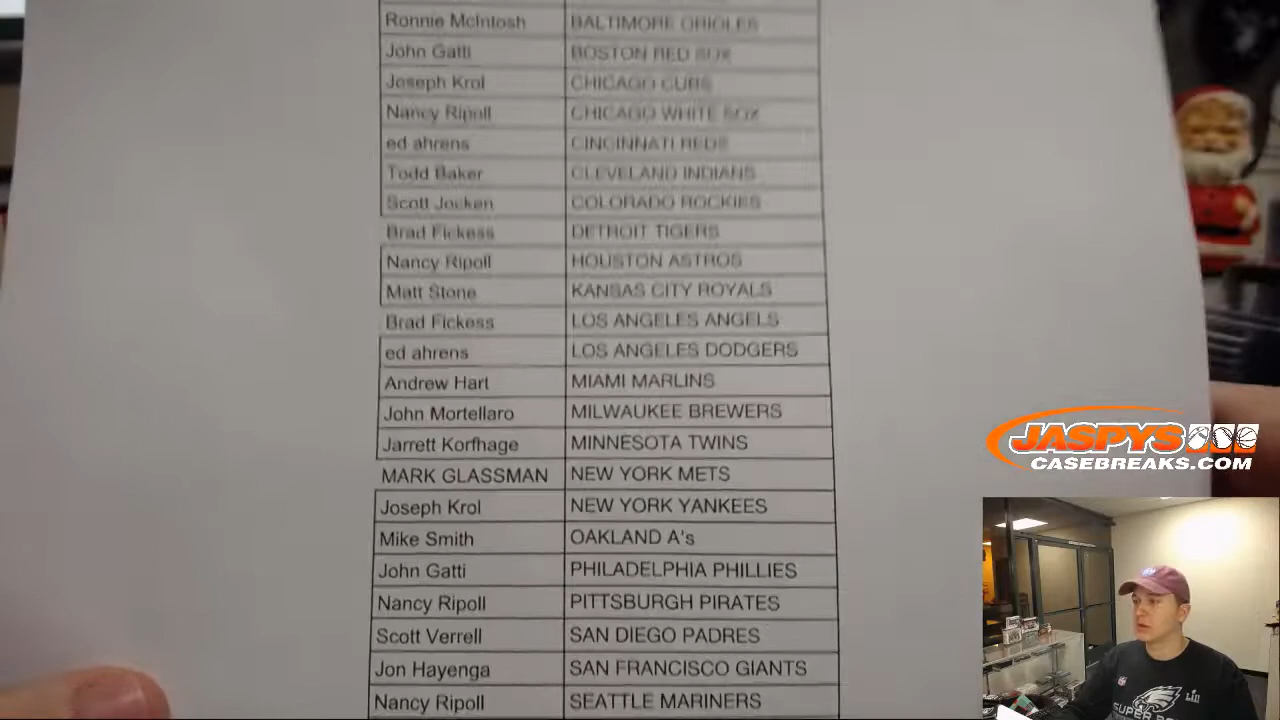 Ronnie McIntosh BALTIMORE ORIOLES
John Gatti BOSTON RED SOX
Joseph Krol CHICAGO CUBS
Nancy Ripoll CHICAGO WHITE SOX
ed ahrens CINCINNATI REDS
Todd Baker CLEVELAND INDIANS
Scott Jocken COLORADO ROCKIES
Brad Fickess DETROIT TIGERS
Nancy Ripoll HOUSTON ASTROS
Matt Stone KANSAS CITY ROYALS
Brad Fickess LOS ANGELES ANGELS
ed ahrens LOS ANGELES DODGERS
Andrew Hart MIAMI MARLINS
John Mortellaro MILWAUKEE BREWERS
Jarrett Korfhage MINNESOTA TWINS
MARK GLASSMAN NEW YORK METS
Joseph Krol NEW YORK YANKEES
Mike Smith OAKLAND A's
John Gatti PHILADELPHIA PHILLIES
Nancy Ripoll PITTSBURGH PIRATES
Scott Verrell SAN DIEGO PADRES
Jon Hayenga SAN FRANCISCO GIANTS
Nancy Ripoll SEATTLE MARINERS
JASPYS
CASEBREAKS.COM
LII